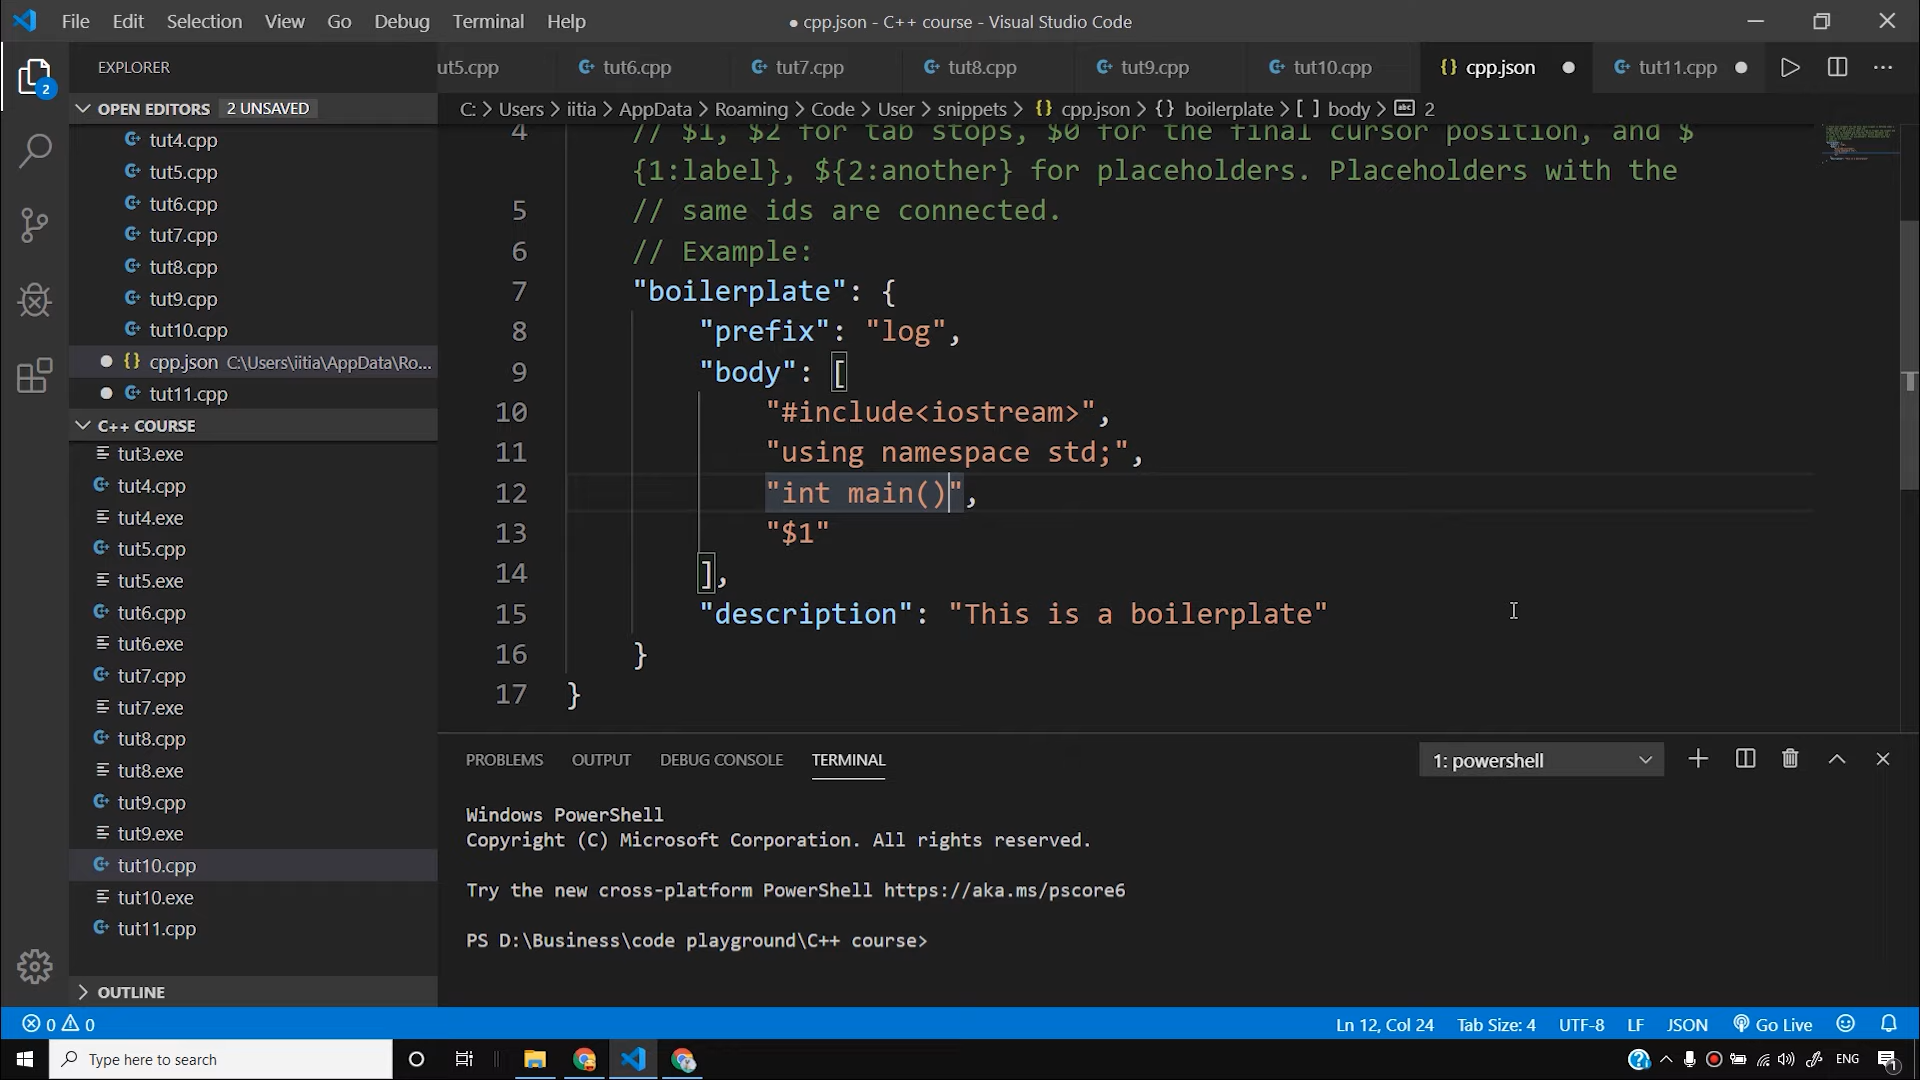 File Edit Selection View Go Debug Terminal Help
● cpp.json - C++ course - Visual Studio Code
EXPLORER
ut5.cpp tut6.cpp tut7.cpp tut8.cpp tut9.cpp tut10.cpp {} cpp.json tut11.cpp
2
OPEN EDITORS 2 UNSAVED
tut4.cpp
tut5.cpp
tut6.cpp
tut7.cpp
tut8.cpp
tut9.cpp
tut10.cpp
{} cpp.json C:\Users\iitia\AppData\Ro...
tut11.cpp
C++ COURSE
tut3.exe
tut4.cpp
tut4.exe
tut5.cpp
tut5.exe
tut6.cpp
tut6.exe
tut7.cpp
tut7.exe
tut8.cpp
tut8.exe
tut9.cpp
tut9.exe
tut10.cpp
tut10.exe
tut11.cpp
OUTLINE
C: > Users > iitia > AppData > Roaming > Code > User > snippets > {} cpp.json > {} boilerplate > [ ] body > abc 2
4 // $1, $2 for tab stops, $0 for the final cursor position, and $
{1:label}, ${2:another} for placeholders. Placeholders with the
5 // same ids are connected.
6 // Example:
7 "boilerplate": {
8 "prefix": "log",
9 "body": [
10 "#include<iostream>",
11 "using namespace std;",
12 "int main()",
13 "$1"
14 ],
15 "description": "This is a boilerplate"
16 }
17 }
PROBLEMS OUTPUT DEBUG CONSOLE TERMINAL
1: powershell
Windows PowerShell
Copyright (C) Microsoft Corporation. All rights reserved.
Try the new cross-platform PowerShell https://aka.ms/pscore6
PS D:\Business\code playground\C++ course>
0 0
Ln 12, Col 24 Tab Size: 4 UTF-8 LF JSON Go Live
Type here to search
ENG
1